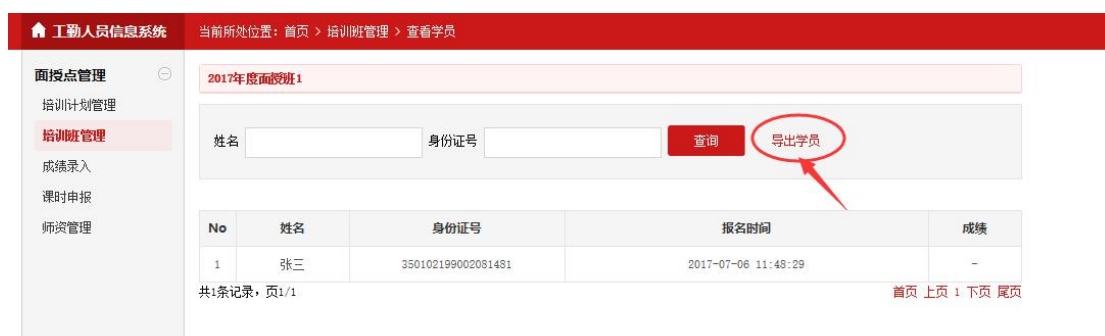 工勤人员信息系统 当前所处位置：首页 > 培训班管理 > 查看学员
面授点管理
培训计划管理
培训班管理
成绩录入
课时申报
师资管理
2017年度面授班1
姓名 身份证号 查询 导出学员
No 姓名 身份证号 报名时间 成绩
1 张三 350102199002081481 2017-07-06 11:48:29 -
共1条记录，页1/1 首页 上页 1 下页 尾页